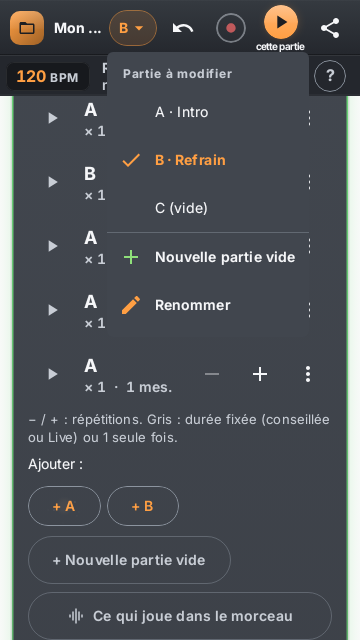 Mon ...
B
cette partie
120 BPM
?
Partie à modifier
A · Intro
B · Refrain
C (vide)
Nouvelle partie vide
Renommer
A
× 1
B
× 1
A
× 1
A
× 1
A
× 1 · 1 mes.
− / + : répétitions. Gris : durée fixée (conseillée
ou Live) ou 1 seule fois.
Ajouter :
+ A
+ B
+ Nouvelle partie vide
Ce qui joue dans le morceau